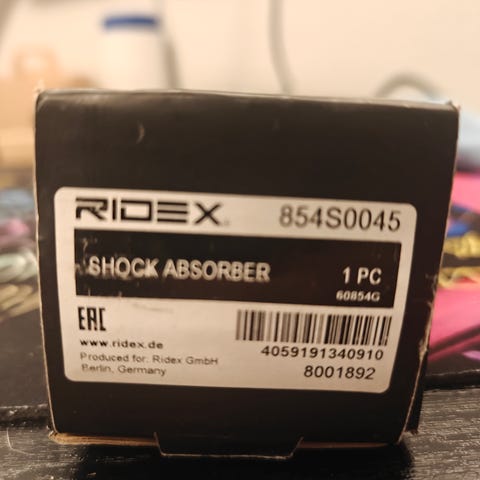 RIDEX®
854S0045
SHOCK ABSORBER
1 PC
60854G
EAC
www.ridex.de
Produced for: Ridex GmbH
Berlin, Germany
4059191340910
8001892